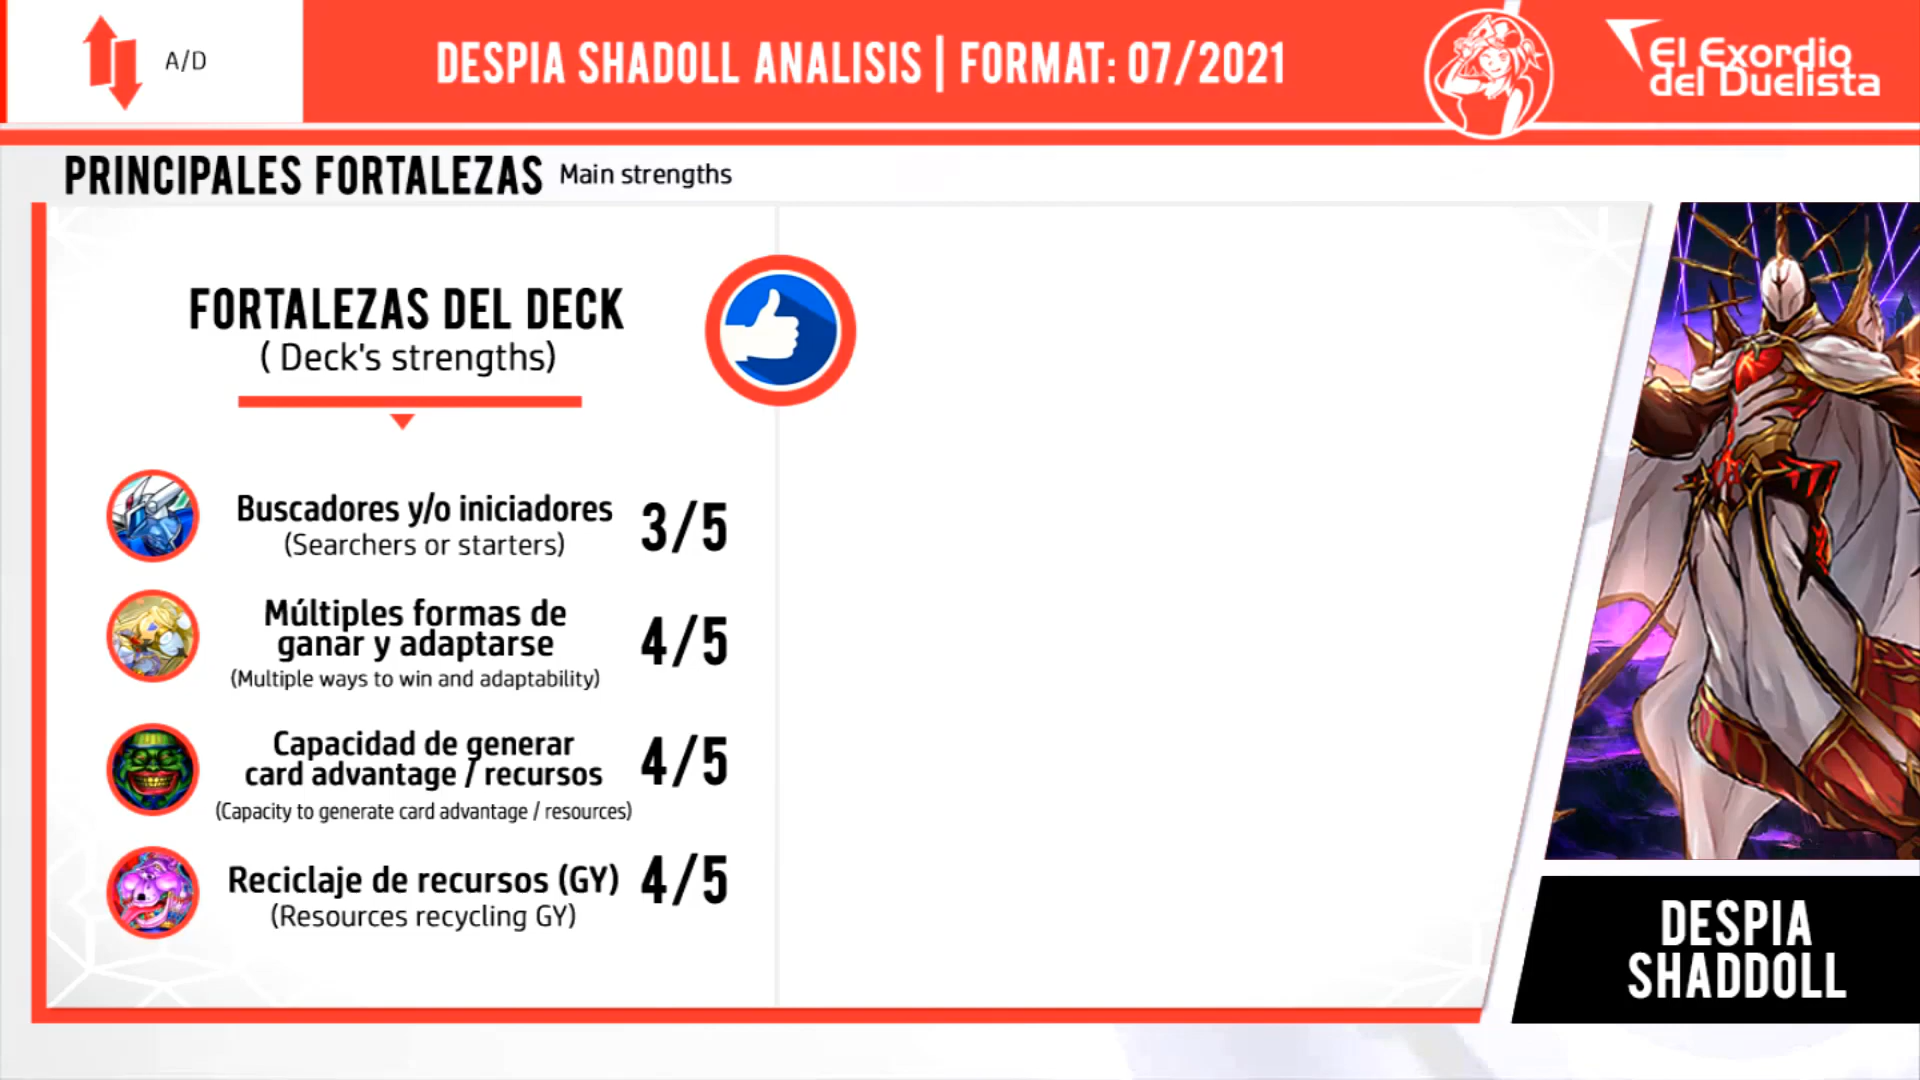 A/D
DESPIA SHADOLL ANALISIS | FORMAT: 07/2021
El Exordio
del Duelista
PRINCIPALES FORTALEZAS Main strengths
FORTALEZAS DEL DECK
( Deck's strengths)
Buscadores y/o iniciadores 3/5
(Searchers or starters)
Múltiples formas de
ganar y adaptarse 4/5
(Multiple ways to win and adaptability)
Capacidad de generar
card advantage / recursos 4/5
(Capacity to generate card advantage / resources)
Reciclaje de recursos (GY) 4/5
(Resources recycling GY)
DESPIA
SHADDOLL